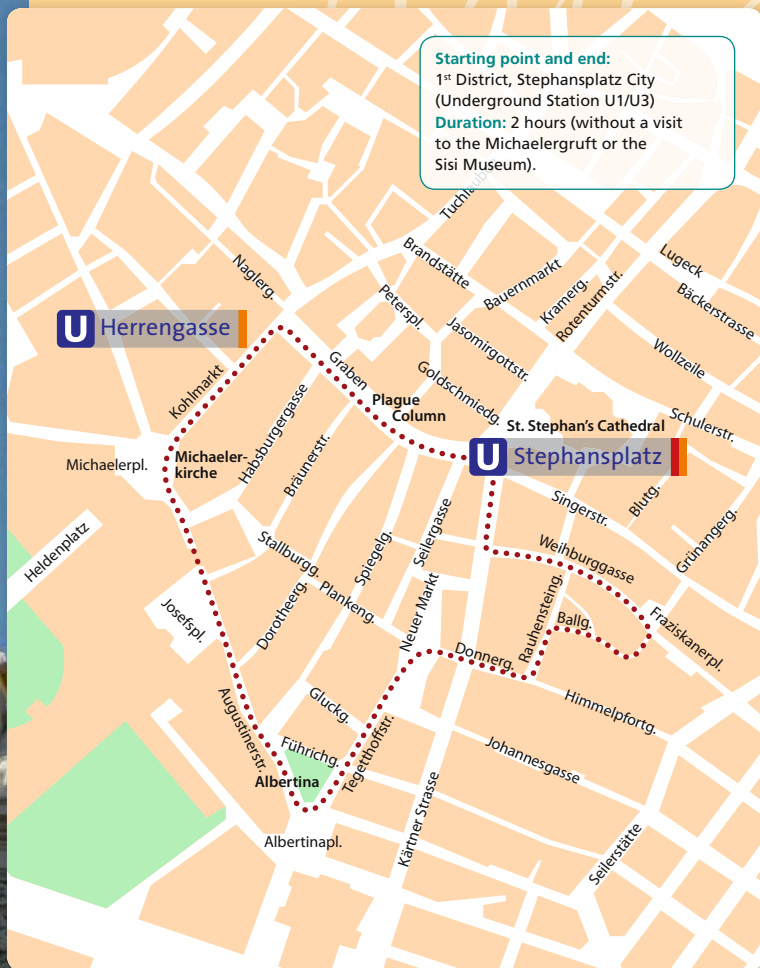 Starting point and end:
1st District, Stephansplatz City
(Underground Station U1/U3)
Duration: 2 hours (without a visit
to the Michaelergruft or the
Sisi Museum).
Brandstätte
Naglerg.
Peterspl.
Bauernmarkt
Kramerg.
Rotenturmstr.
Lugeck
Bäckerstrasse
U Herrengasse
Jasomirgottstr.
Wollzeile
Graben
Goldschmiedg.
Kohlmarkt
Plague
Column
Habsburgergasse
St. Stephan's Cathedral
Schulerstr.
Michaelerpl.
Michaeler-
kirche
Bräunerstr.
U Stephansplatz
Singerstr.
Blutg.
Seilergasse
Grünangerg.
Heldenplatz
Stallburgg.
Spiegelg.
Weihburggasse
Plankeng.
Josefspl.
Dorotheerg.
Neuer Markt
Rauhensteing.
Ballg.
Fraziskanerpl.
Donnerg.
Gluckg.
Himmelpfortg.
Augustinerstr.
Führichg.
Tegetthoffstr.
Johannesgasse
Albertina
Kärtner Strasse
Albertinapl.
Seilerstätte